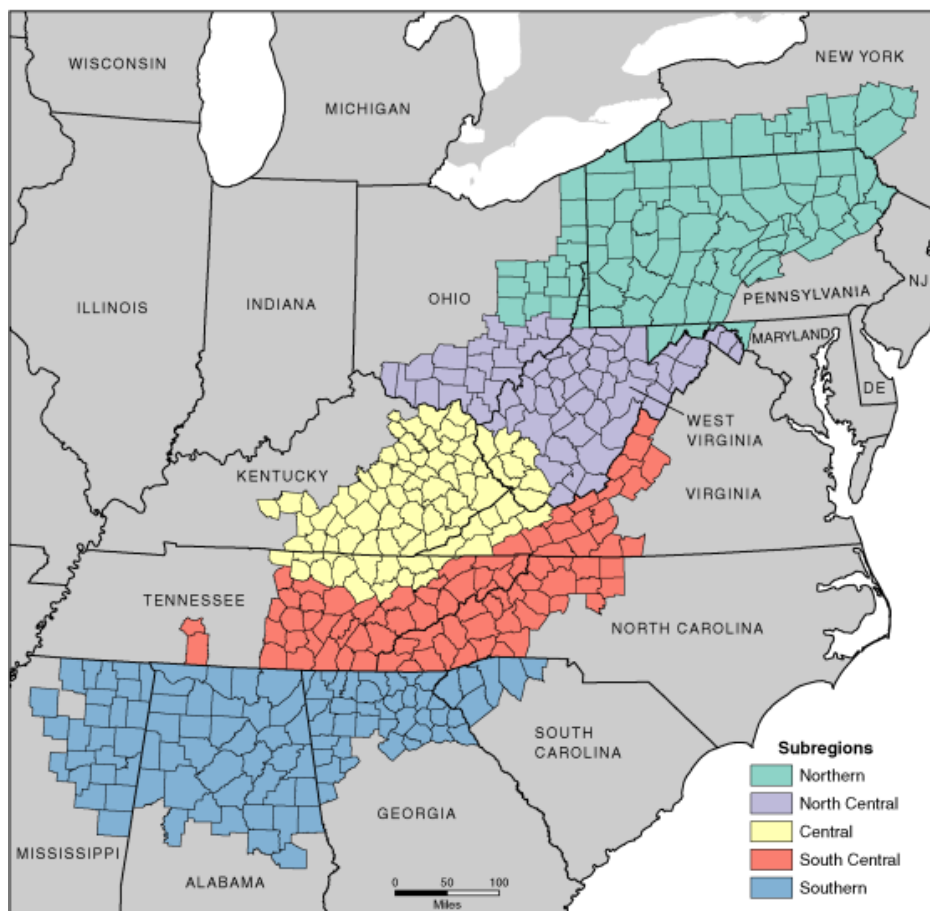 WISCONSIN
NEW YORK
MICHIGAN
ILLINOIS
INDIANA
OHIO
PENNSYLVANIA
NJ
MARYLAND
DE
WEST
VIRGINIA
KENTUCKY
VIRGINIA
TENNESSEE
NORTH CAROLINA
SOUTH
CAROLINA
GEORGIA
MISSISSIPPI
ALABAMA
0 50 100
Miles
Subregions
Northern
North Central
Central
South Central
Southern